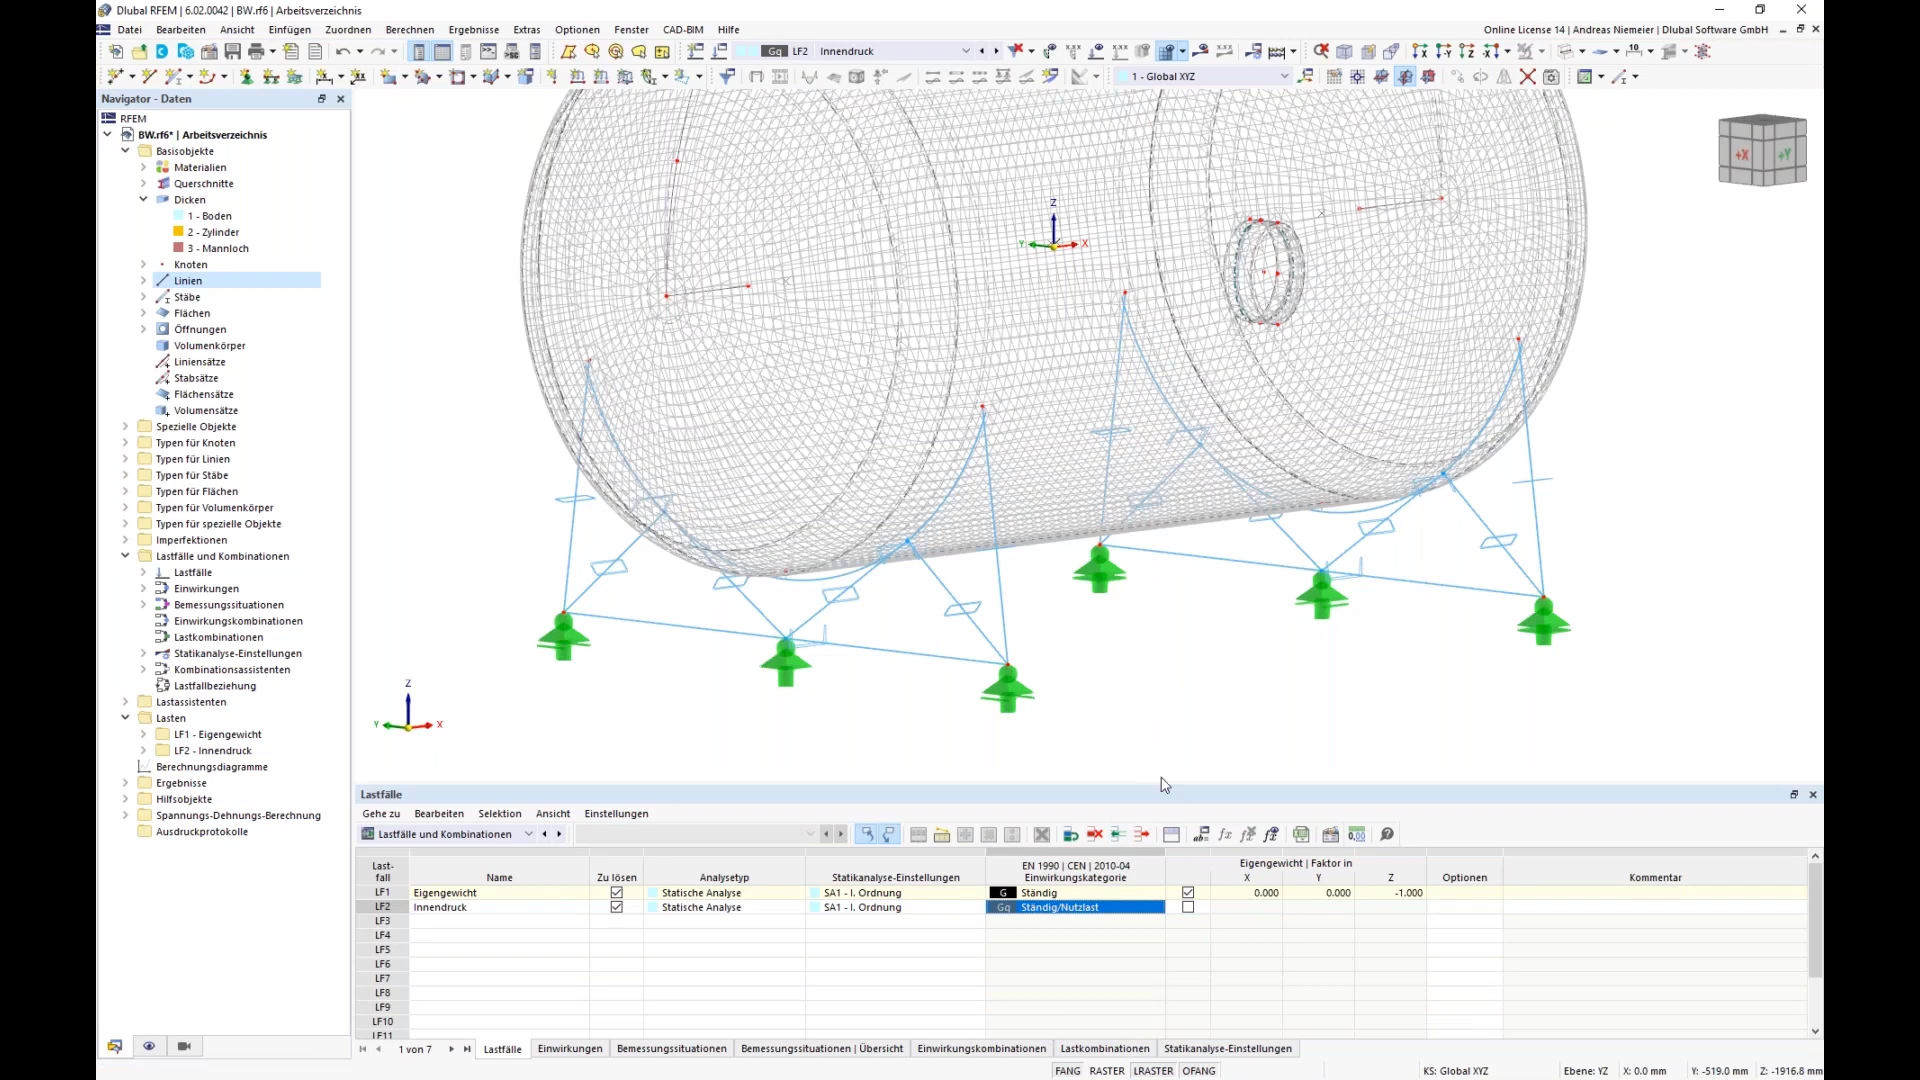 Dlubal RFEM | 6.02.0042 | BW.rf6 | Arbeitsverzeichnis
Datei Bearbeiten Ansicht Einfügen Zuordnen Berechnen Ergebnisse Extras Optionen Fenster CAD-BIM Hilfe
Online License 14 | Andreas Niemeier | Dlubal Software GmbH
Gq LF2 Innendruck
1 - Global XYZ
Navigator - Daten
RFEM
BW.rf6* | Arbeitsverzeichnis
Basisobjekte
Materialien
Querschnitte
Dicken
1 - Boden
2 - Zylinder
3 - Mannloch
Knoten
Linien
Stäbe
Flächen
Öffnungen
Volumenkörper
Liniensätze
Stabsätze
Flächensätze
Volumensätze
Spezielle Objekte
Typen für Knoten
Typen für Linien
Typen für Stäbe
Typen für Flächen
Typen für Volumenkörper
Typen für spezielle Objekte
Imperfektionen
Lastfälle und Kombinationen
Lastfälle
Einwirkungen
Bemessungssituationen
Einwirkungskombinationen
Lastkombinationen
Statikanalyse-Einstellungen
Kombinationsassistenten
Lastfallbeziehung
Lastassistenten
Lasten
LF1 - Eigengewicht
LF2 - Innendruck
Berechnungsdiagramme
Ergebnisse
Hilfsobjekte
Spannungs-Dehnungs-Berechnung
Ausdruckprotokolle
+X +Y
Z
Y X
Z
Y X
Lastfälle
Gehe zu Bearbeiten Selektion Ansicht Einstellungen
Lastfälle und Kombinationen
Last-
fall
Name
Zu lösen
Analysetyp
Statikanalyse-Einstellungen
EN 1990 | CEN | 2010-04
Einwirkungskategorie
Eigengewicht | Faktor in
X Y Z
Optionen
Kommentar
LF1 Eigengewicht Statische Analyse SA1 - I. Ordnung G Ständig 0.000 0.000 -1.000
LF2 Innendruck Statische Analyse SA1 - I. Ordnung Gq Ständig/Nutzlast
LF3
LF4
LF5
LF6
LF7
LF8
LF9
LF10
LF11
1 von 7
Lastfälle Einwirkungen Bemessungssituationen Bemessungssituationen | Übersicht Einwirkungskombinationen Lastkombinationen Statikanalyse-Einstellungen
FANG RASTER LRASTER OFANG
KS: Global XYZ
Ebene: YZ
X: 0.0 mm
Y: -519.0 mm
Z: -1916.8 mm